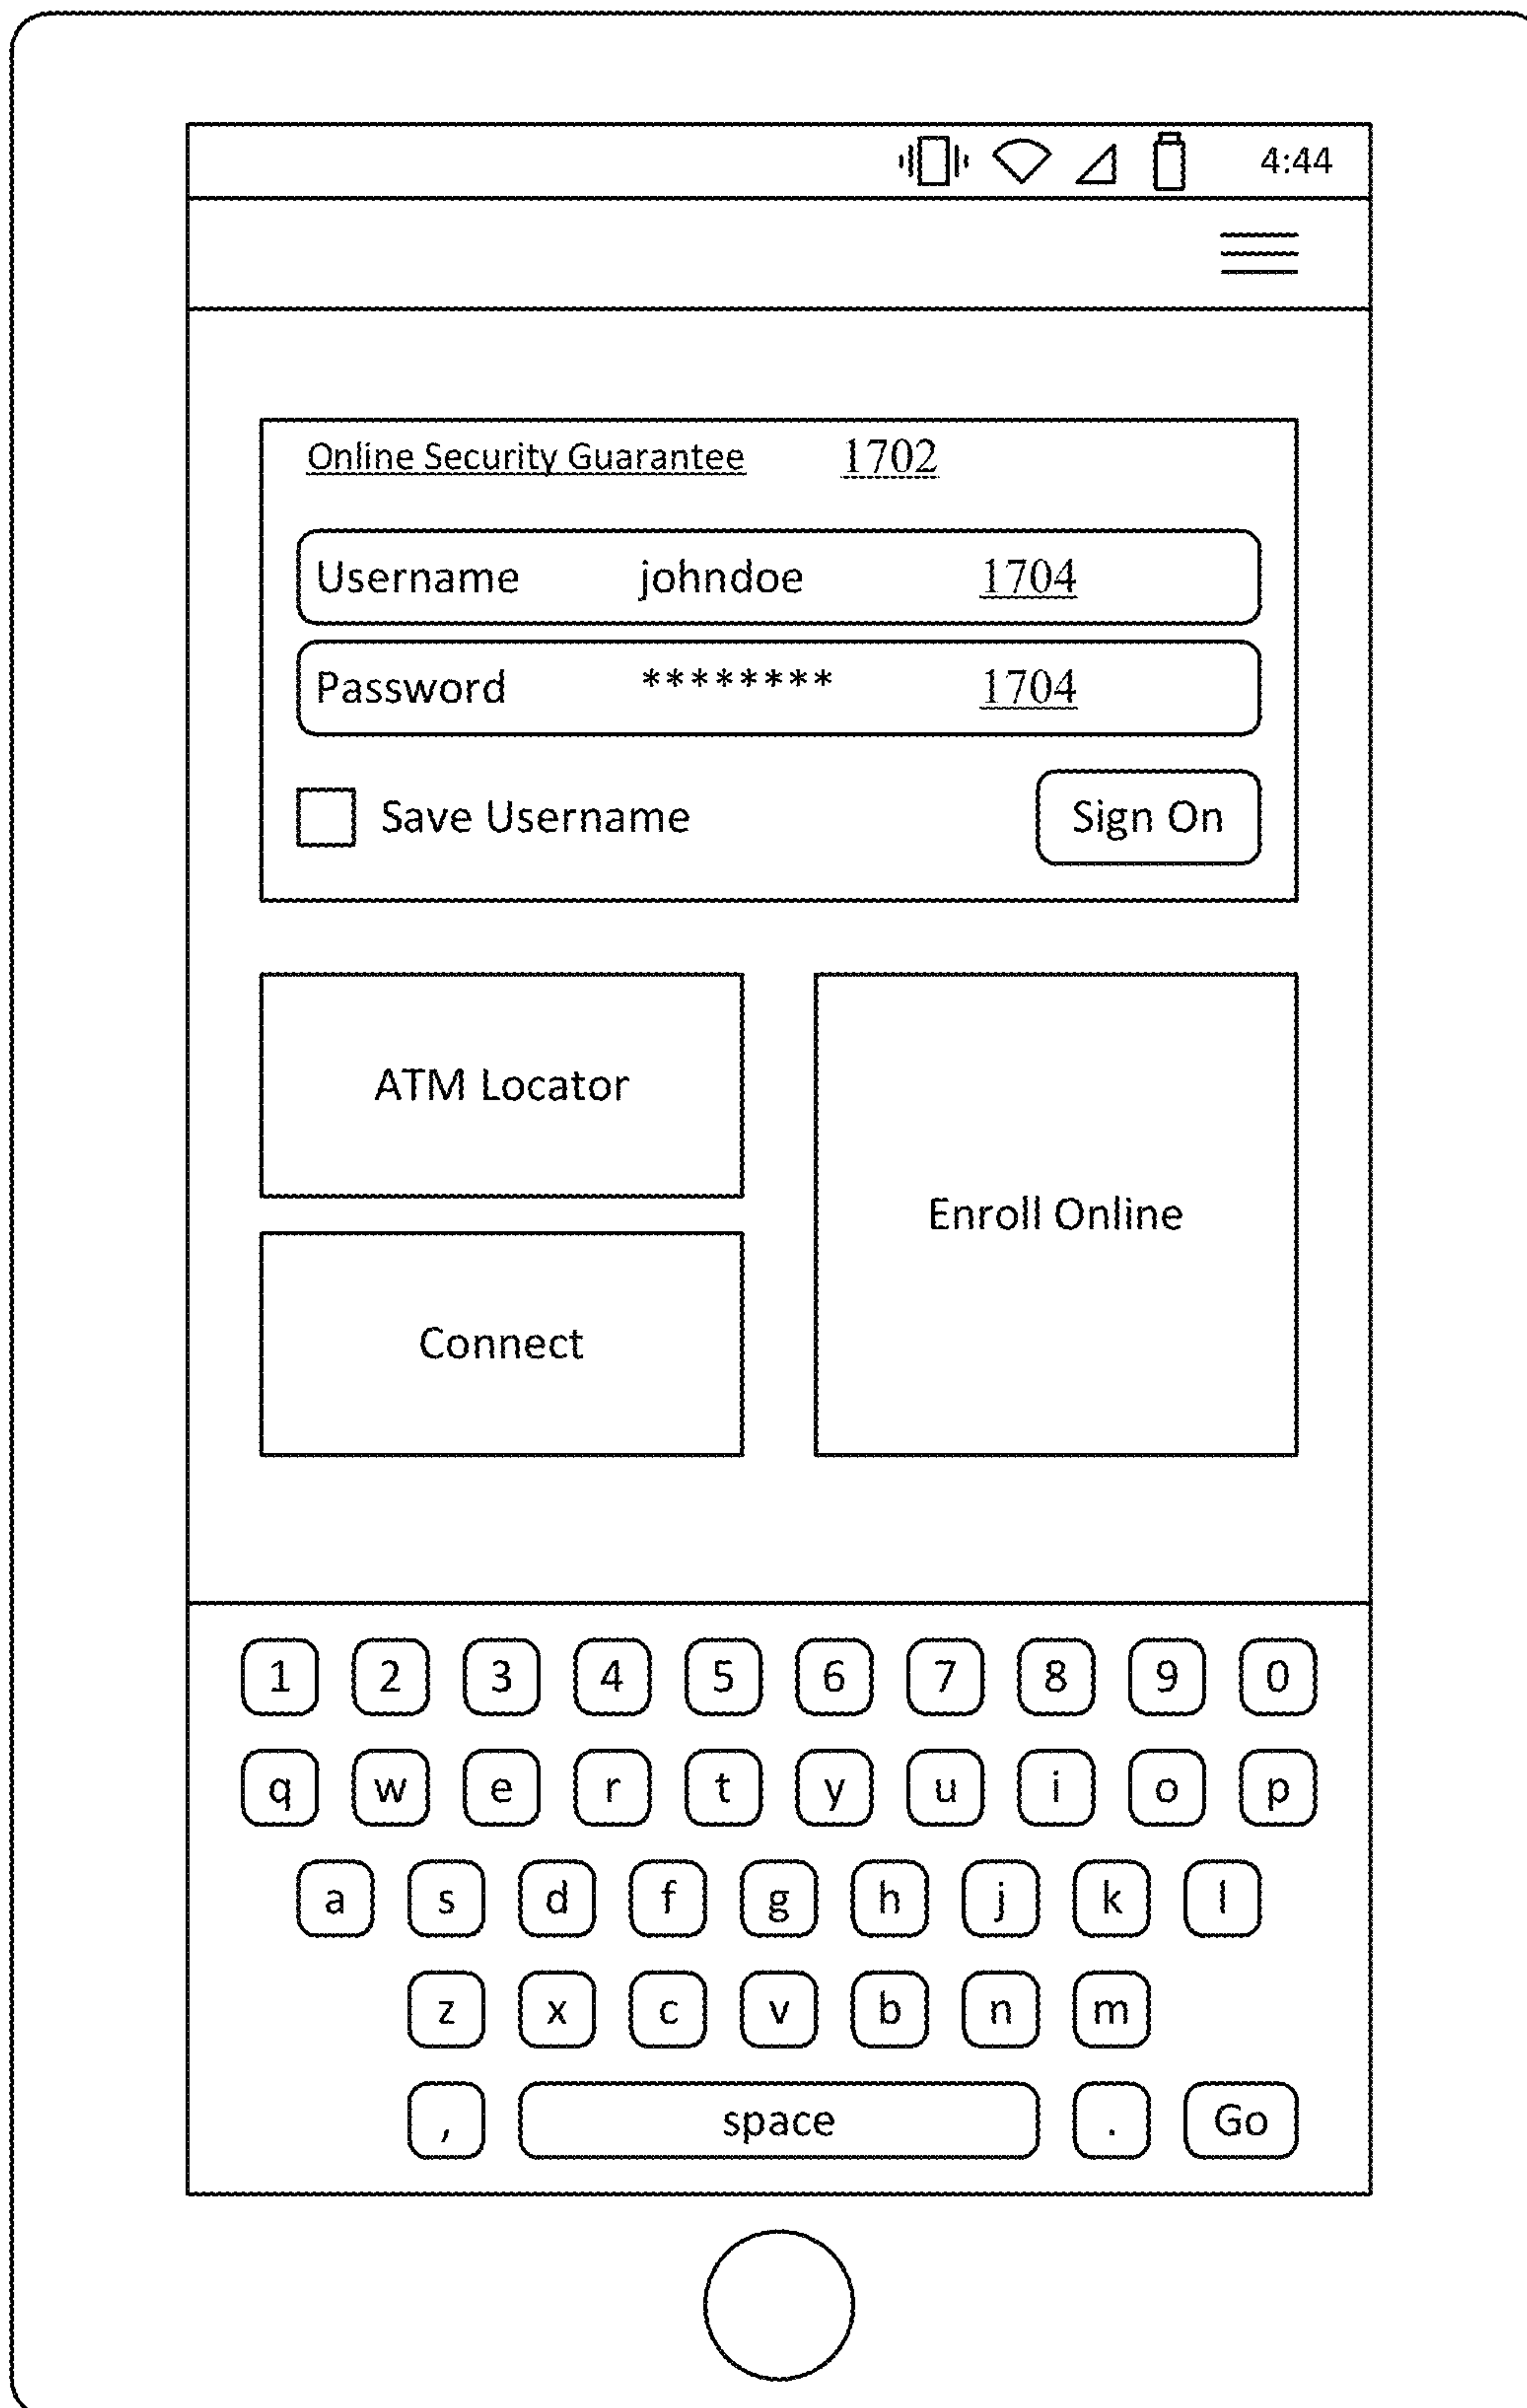 4:44
Online Security Guarantee 1702
Username johndoe 1704
Password ******** 1704
Save Username Sign On
ATM Locator
Enroll Online
Connect
1 2 3 4 5 6 7 8 9 0
q w e r t y u i o p
a s d f g h j k l
z x c v b n m
, space . Go